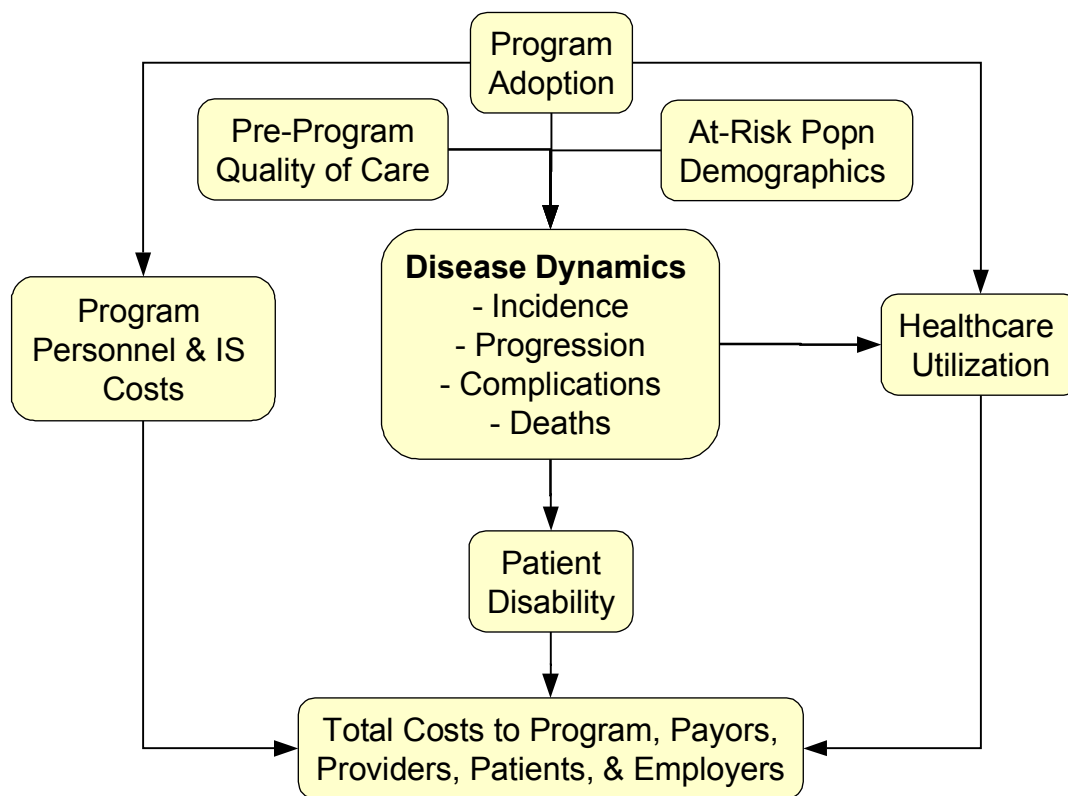 Program
Adoption
Pre-Program
Quality of Care
At-Risk Popn
Demographics
Disease Dynamics
- Incidence
- Progression
- Complications
- Deaths
Program
Personnel & IS
Costs
Healthcare
Utilization
Patient
Disability
Total Costs to Program, Payors,
Providers, Patients, & Employers